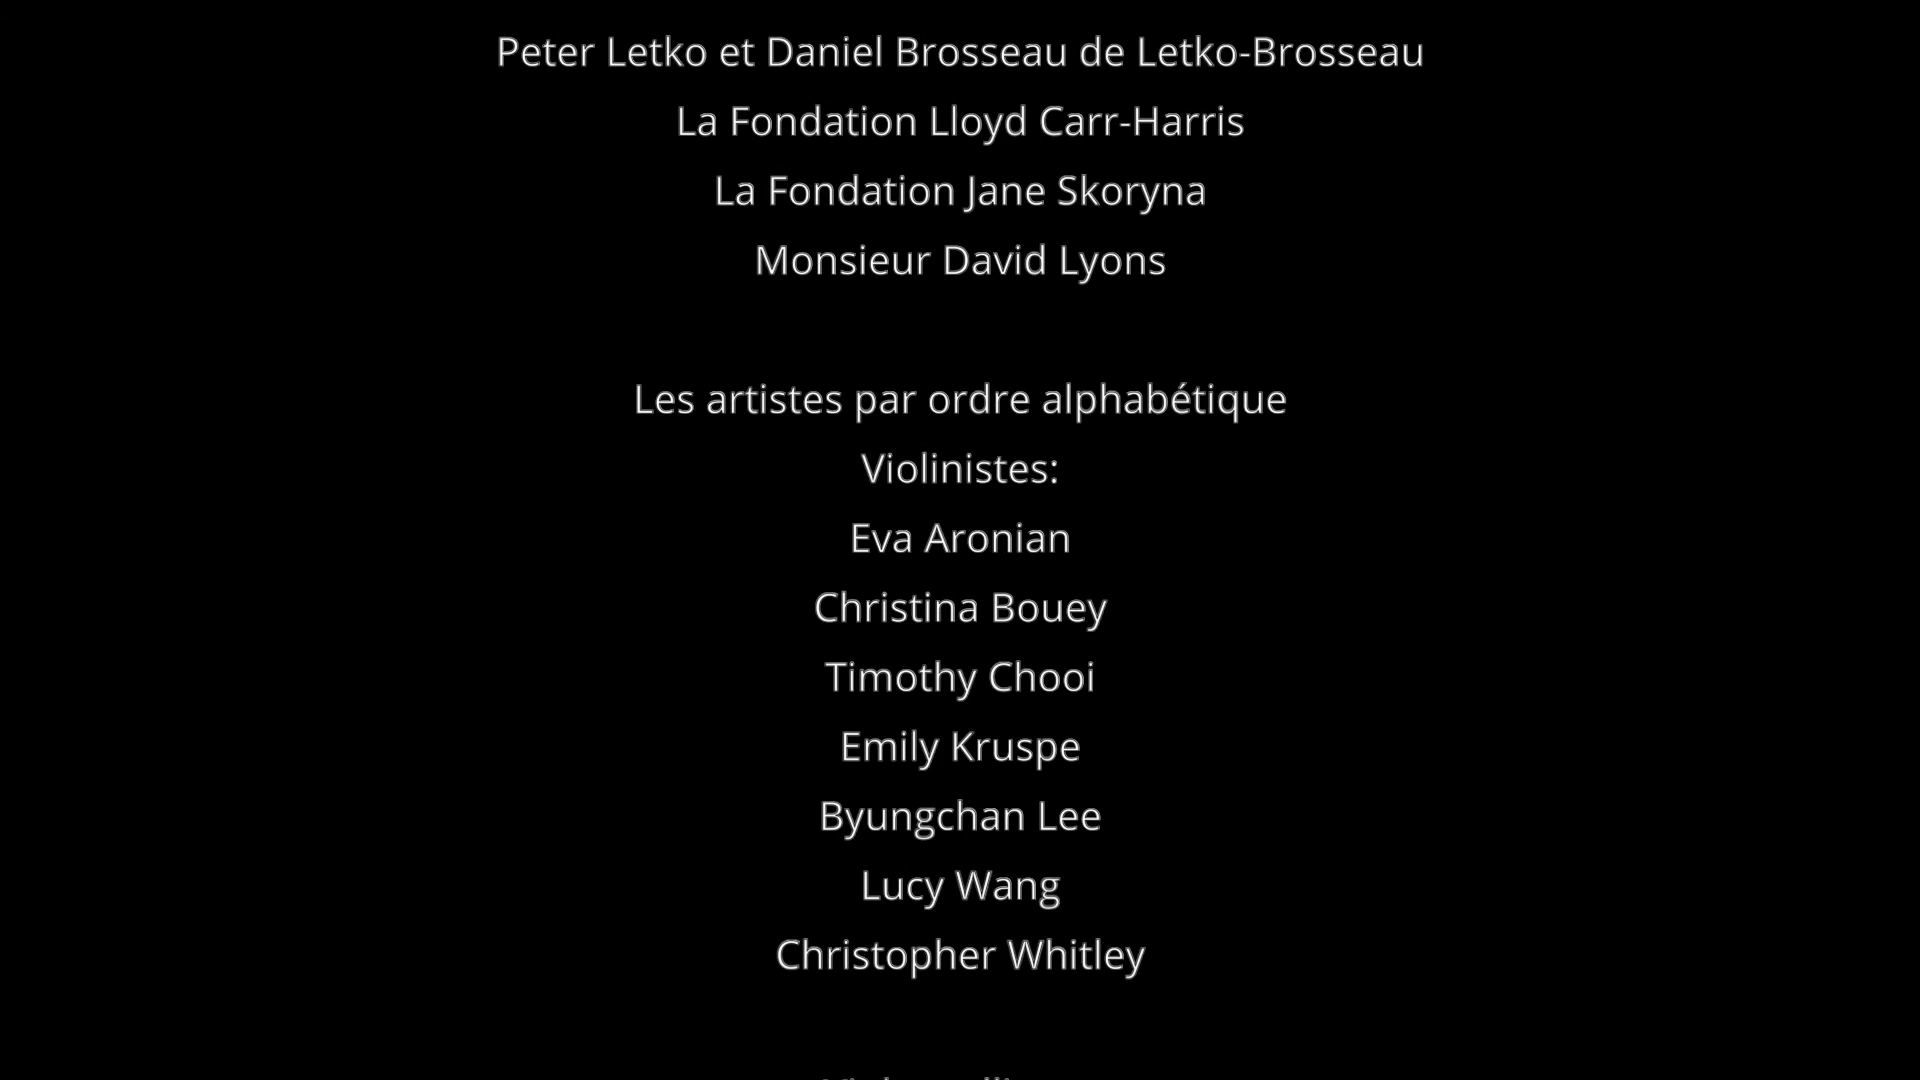 Peter Letko et Daniel Brosseau de Letko-Brosseau
La Fondation Lloyd Carr-Harris
La Fondation Jane Skoryna
Monsieur David Lyons
Les artistes par ordre alphabétique
Violinistes:
Eva Aronian
Christina Bouey
Timothy Chooi
Emily Kruspe
Byungchan Lee
Lucy Wang
Christopher Whitley